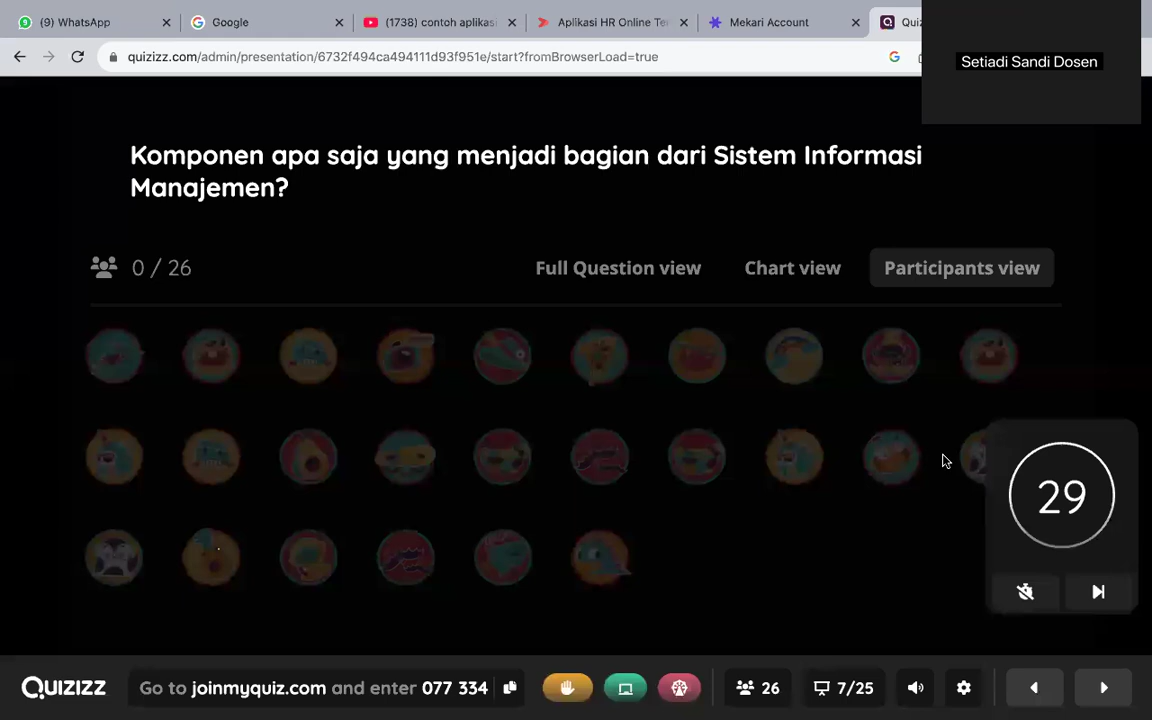 (9) WhatsApp
Google
(1738) contoh aplikasi
Aplikasi HR Online Te
Mekari Account
Qui
quizizz.com/admin/presentation/6732f494ca494111d93f951e/start?fromBrowserLoad=true
Setiadi Sandi Dosen
Komponen apa saja yang menjadi bagian dari Sistem Informasi
Manajemen?
0 / 26
Full Question view
Chart view
Participants view
29
QUIZIZZ
Go to joinmyquiz.com and enter 077 334
26
7/25